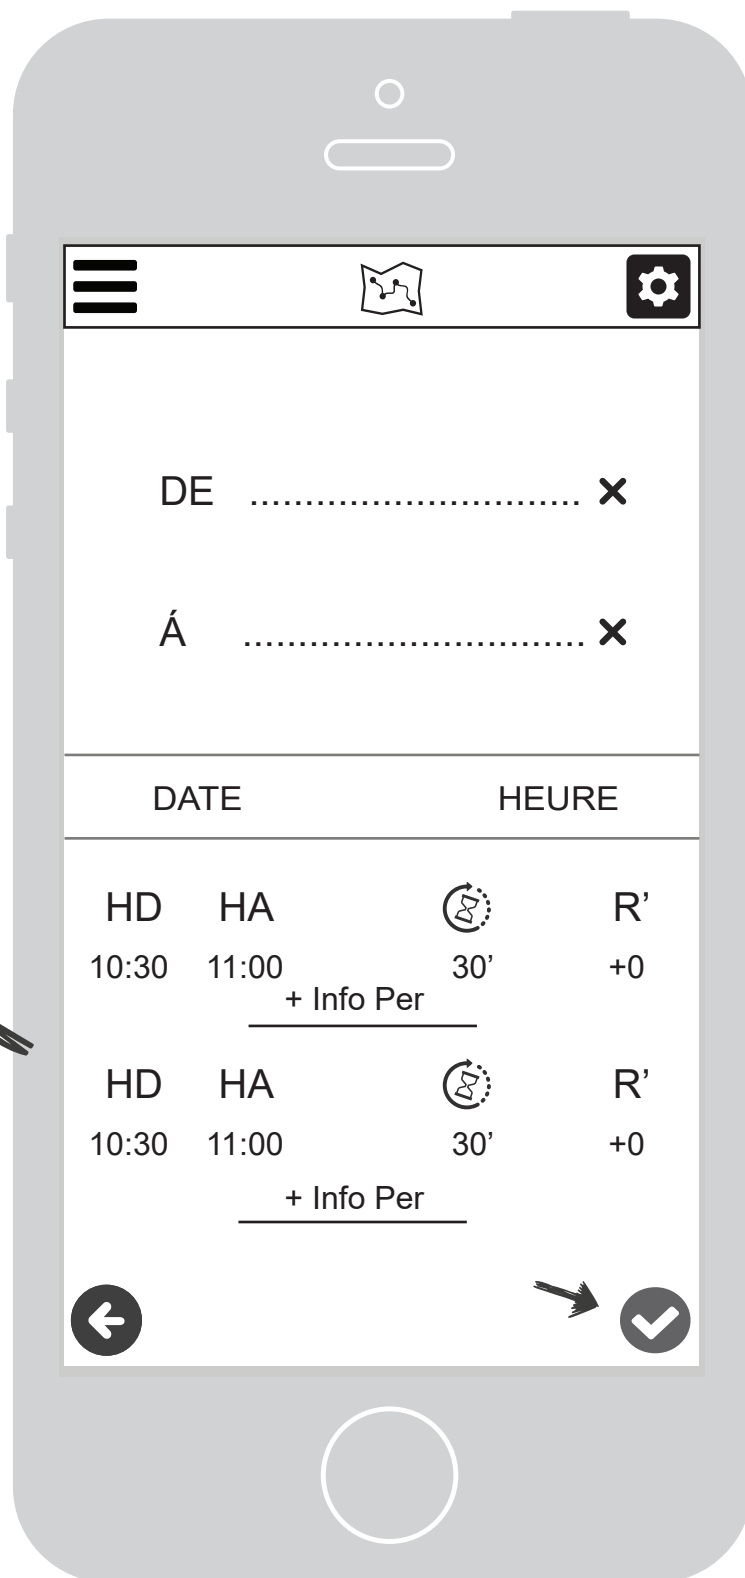 DE ..............................
Á ...............................
DATE HEURE
HD HA R’
10:30 11:00 30’ +0
+ Info Per
HD HA R’
10:30 11:00 30’ +0
+ Info Per